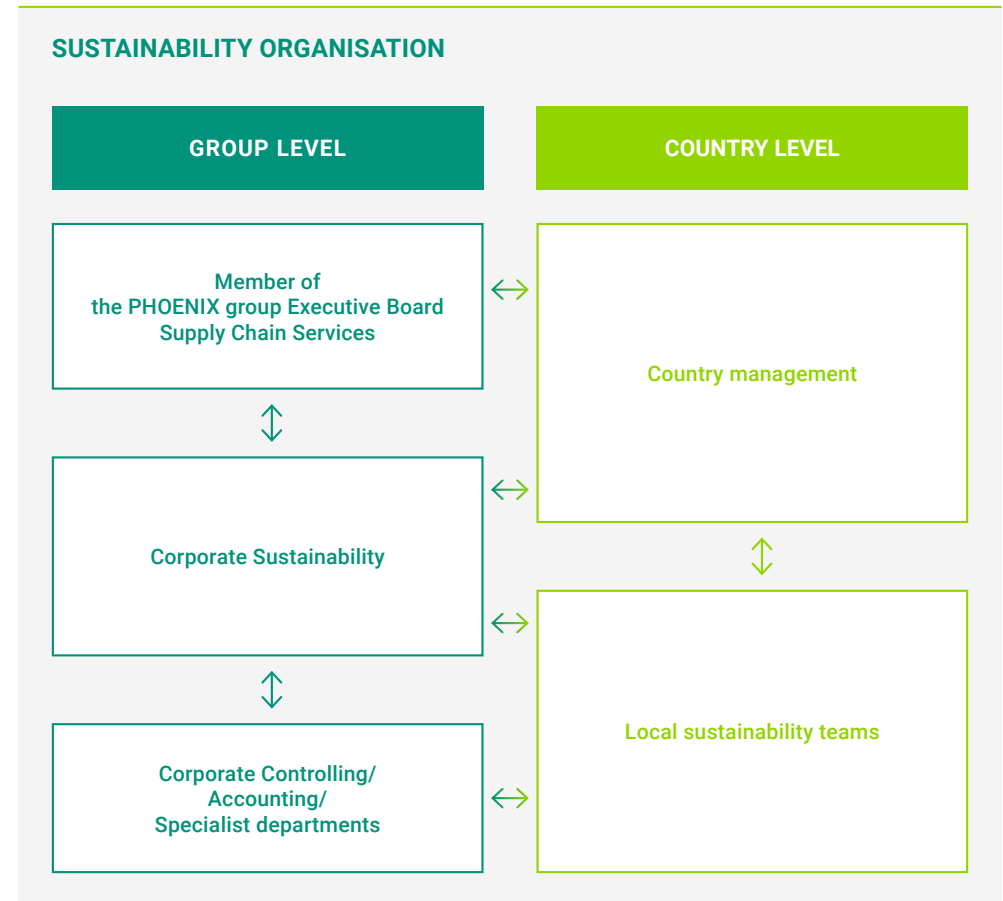 SUSTAINABILITY ORGANISATION
GROUP LEVEL
COUNTRY LEVEL
Member of
the PHOENIX group Executive Board
Supply Chain Services
Country management
Corporate Sustainability
Local sustainability teams
Corporate Controlling/
Accounting/
Specialist departments